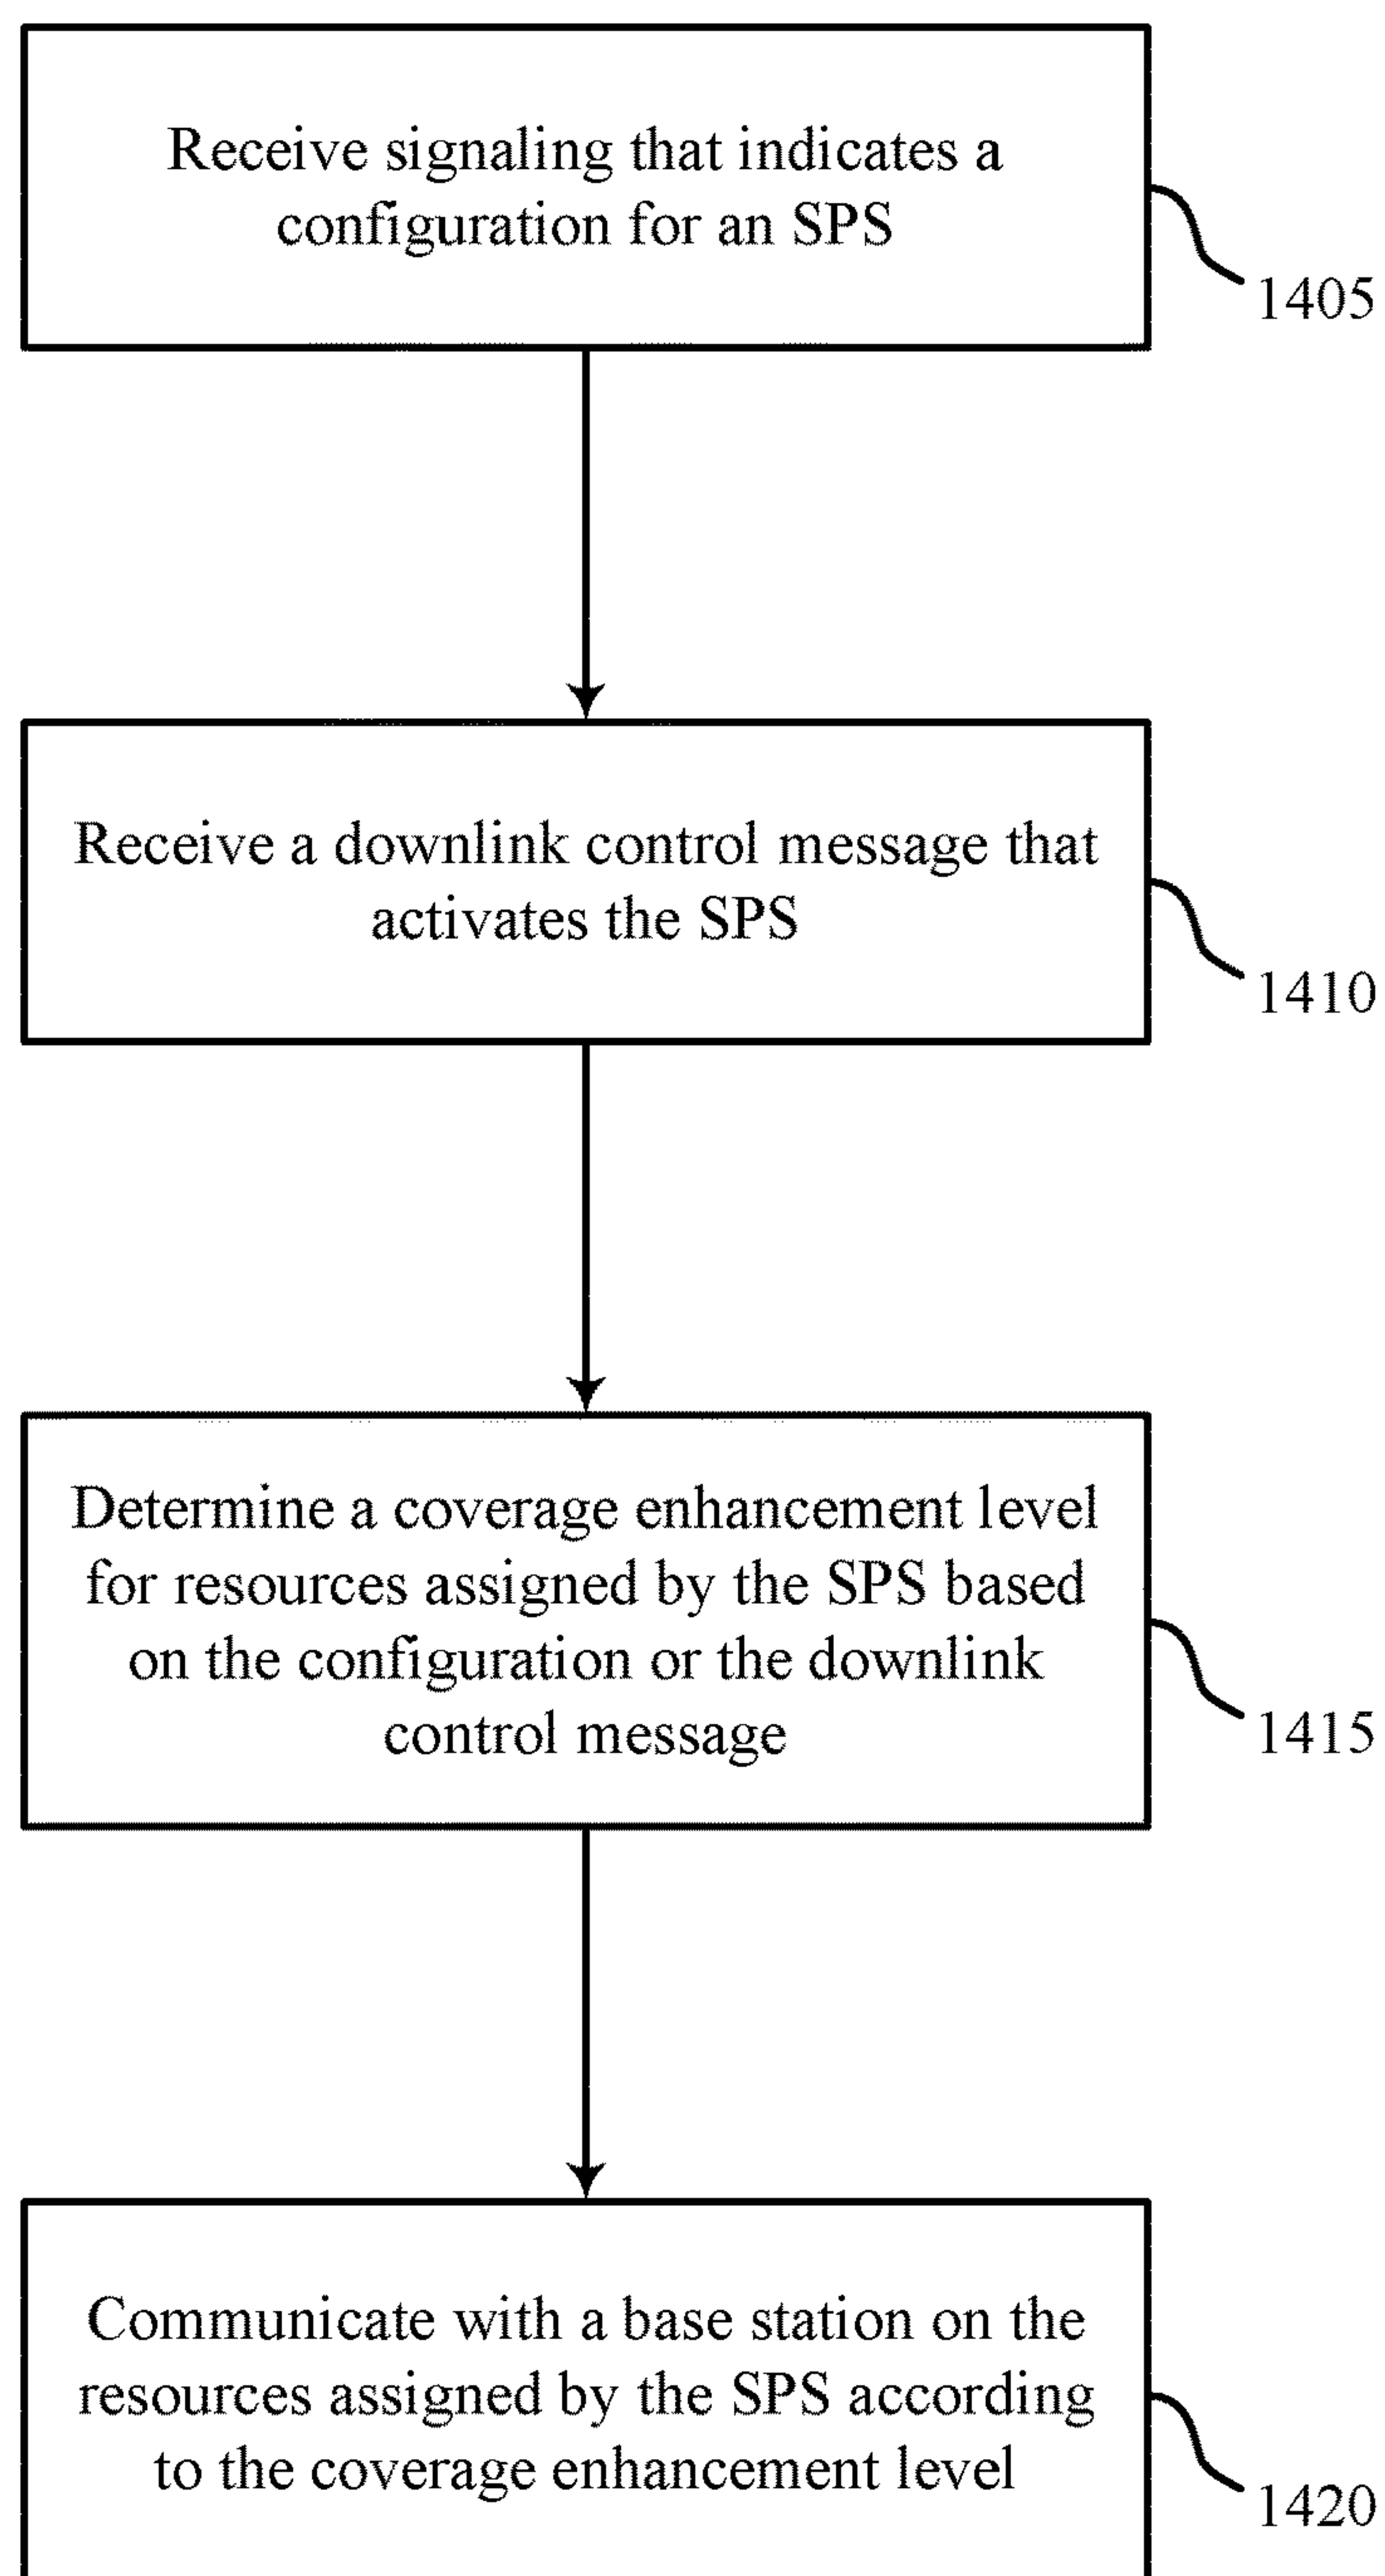 Receive signaling that indicates a
configuration for an SPS
1405
Receive a downlink control message that
activates the SPS
1410
Determine a coverage enhancement level
for resources assigned by the SPS based
on the configuration or the downlink
control message
1415
Communicate with a base station on the
resources assigned by the SPS according
to the coverage enhancement level
1420